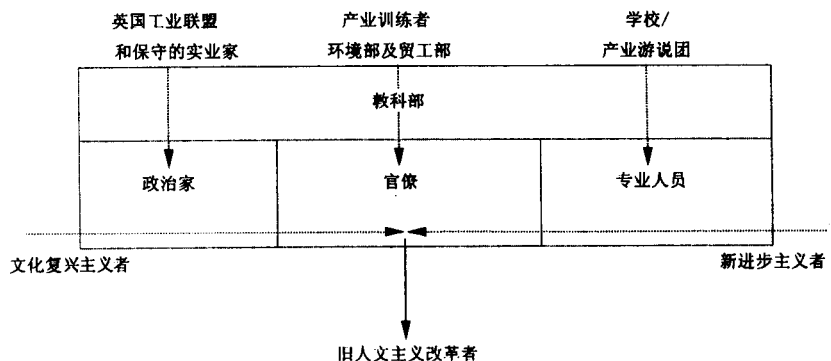 英国工业联盟
和保守的实业家
产业训练者
环境部及贸工部
学校/
产业游说团
教科部
政治家
官僚
专业人员
文化复兴主义者
新进步主义者
旧人文主义改革者